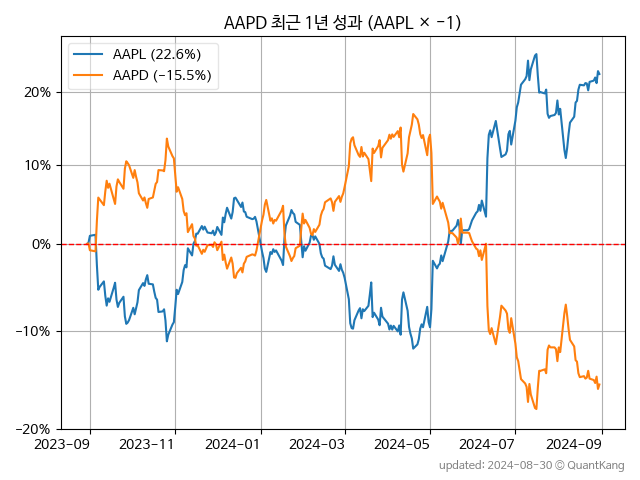 AAPD 최근 1년 성과 (AAPL × −1)
AAPL (22.6%)
AAPD (−15.5%)
20%
10%
0%
−10%
−20%
2023-09 2023-11 2024-01 2024-03 2024-05 2024-07 2024-09
updated: 2024-08-30 © QuantKang